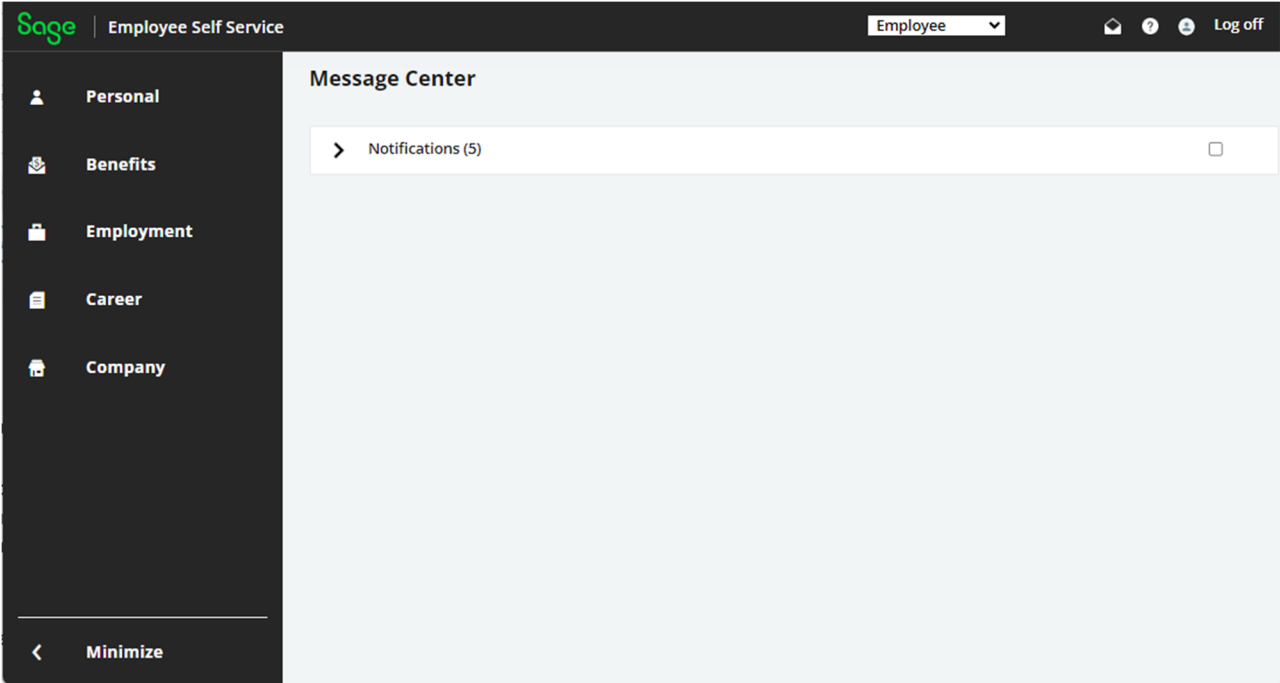 Sage Employee Self Service
Employee
? Log off
Personal
Benefits
Employment
Career
Company
Minimize
Message Center
Notifications (5)